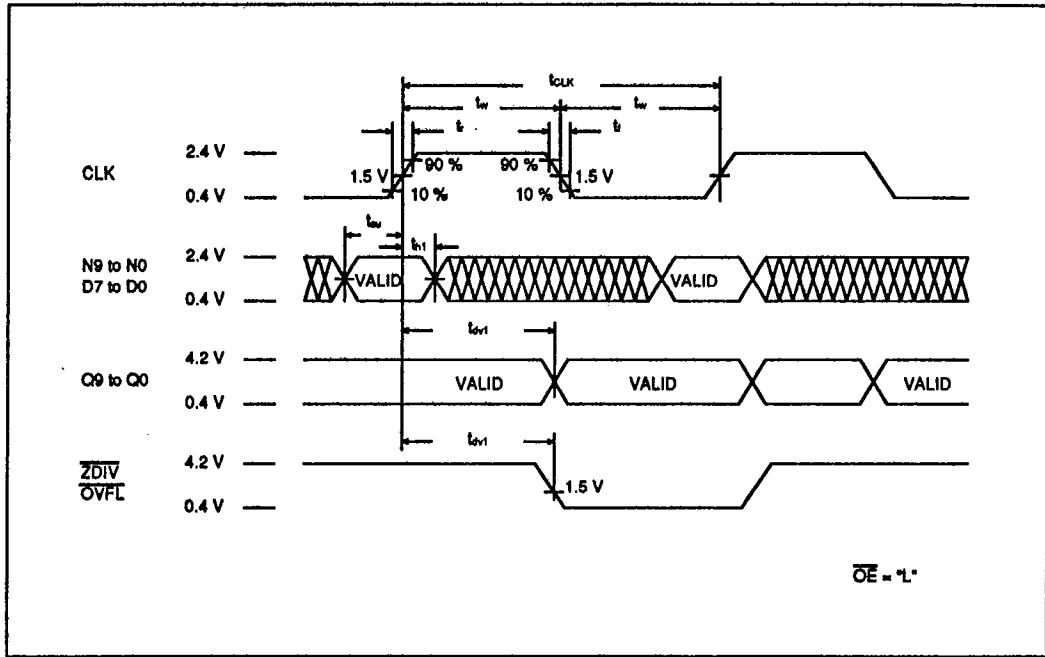 tCLK
tw tw
tr tf
CLK 2.4 V 90 % 90 %
1.5 V 1.5 V
0.4 V 10 % 10 %
tsu th1
N9 to N0 2.4 V
D7 to D0 VALID VALID
0.4 V
tdv1
4.2 V
Q9 to Q0 VALID VALID VALID
0.4 V
tdv1
ZDIV 4.2 V
OVFL 1.5 V
0.4 V
OE = "L"